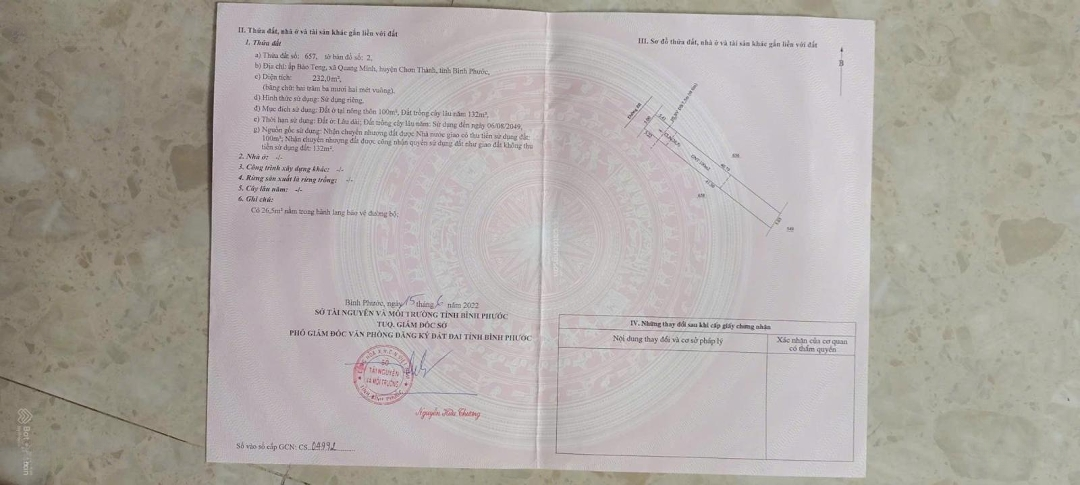 II. Thửa đất, nhà ở và tài sản khác gắn liền với đất
1. Thửa đất
a) Thửa đất số: 657, tờ bản đồ số: 2,
b) Địa chỉ: ấp Bàu Teng, xã Quang Minh, huyện Chơn Thành, tỉnh Bình Phước,
c) Diện tích: 232,0m²,
(bằng chữ: hai trăm ba mươi hai mét vuông),
d) Hình thức sử dụng: Sử dụng riêng,
đ) Mục đích sử dụng: Đất ở tại nông thôn 100m², Đất trồng cây lâu năm 132m²,
e) Thời hạn sử dụng: Đất ở: Lâu dài; Đất trồng cây lâu năm: Sử dụng đến ngày 06/08/2049,
g) Nguồn gốc sử dụng: Nhận chuyển nhượng đất được Nhà nước giao có thu tiền sử dụng đất:
100m²; Nhận chuyển nhượng đất được công nhận quyền sử dụng đất như giao đất không thu
tiền sử dụng đất: 132m².
2. Nhà ở: -/-
3. Công trình xây dựng khác: -/-
4. Rừng sản xuất là rừng trồng: -/-
5. Cây lâu năm: -/-
6. Ghi chú:
Có 26,5m² nằm trong hành lang bảo vệ đường bộ.
Bình Phước, ngày 15 tháng 6 năm 2022
SỞ TÀI NGUYÊN VÀ MÔI TRƯỜNG TỈNH BÌNH PHƯỚC
TUQ. GIÁM ĐỐC SỞ
PHÓ GIÁM ĐỐC VĂN PHÒNG ĐĂNG KÝ ĐẤT ĐAI TỈNH BÌNH PHƯỚC
SỞ
TÀI NGUYÊN
VÀ MÔI TRƯỜNG
TỈNH BÌNH PHƯỚC
Nguyễn Hữu Chương
Số vào sổ cấp GCN: CS 04992
III. Sơ đồ thửa đất, nhà ở và tài sản khác gắn liền với đất
B
IV. Những thay đổi sau khi cấp giấy chứng nhận
Nội dung thay đổi và cơ sở pháp lý
Xác nhận của cơ quan
có thẩm quyền